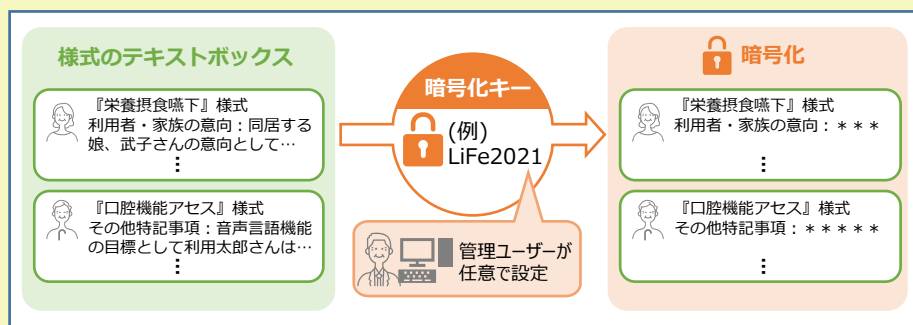 様式のテキストボックス
『栄養摂食嚥下』様式
利用者・家族の意向：同居する
娘、武子さんの意向として…
⋮
『口腔機能アセス』様式
その他特記事項：音声言語機能
の目標として利用太郎さんは…
⋮
暗号化キー
(例)
LiFe2021
管理ユーザーが
任意で設定
暗号化
『栄養摂食嚥下』様式
利用者・家族の意向：＊＊＊
⋮
『口腔機能アセス』様式
その他特記事項：＊＊＊＊＊
⋮